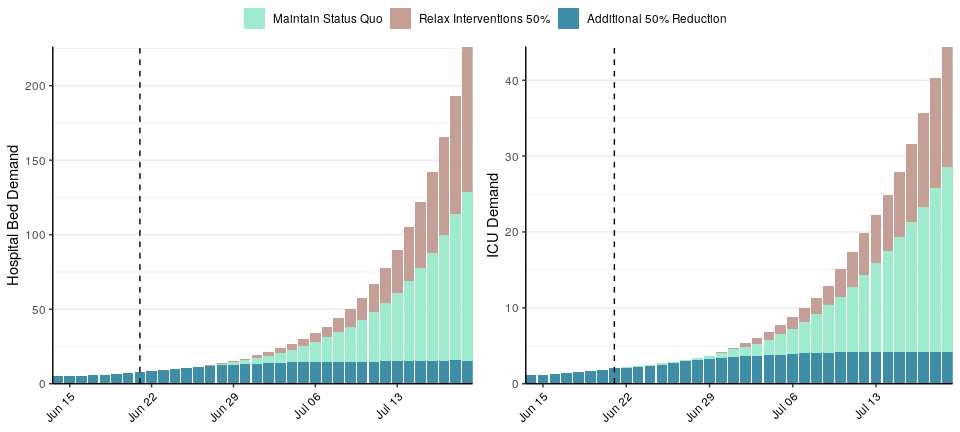 Maintain Status Quo Relax Interventions 50% Additional 50% Reduction
Hospital Bed Demand
200
150
100
50
0
Jun 15 Jun 22 Jun 29 Jul 06 Jul 13
ICU Demand
40
30
20
10
0
Jun 15 Jun 22 Jun 29 Jul 06 Jul 13